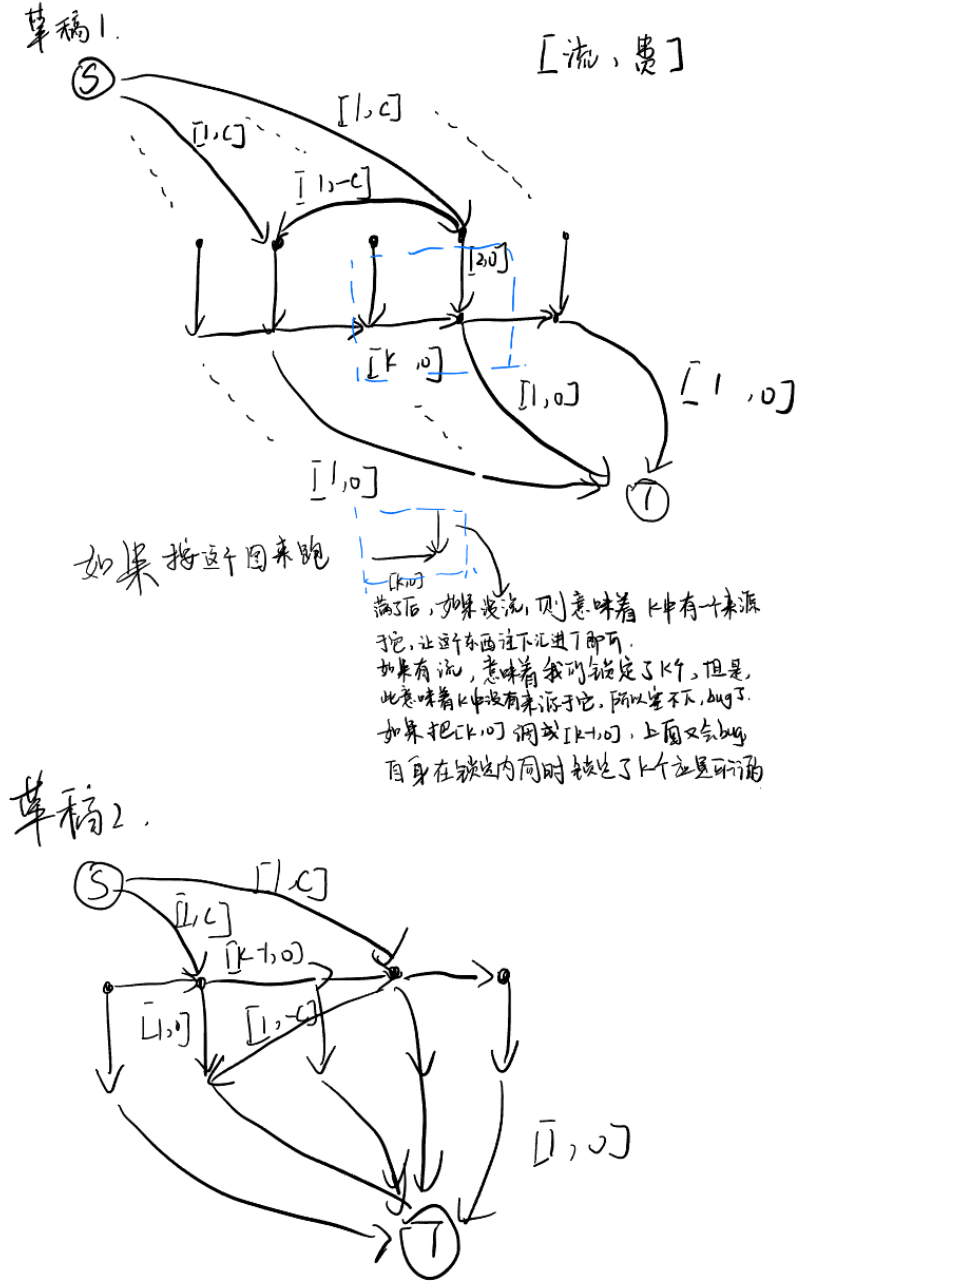 草稿1.
[流,费]
S
[1,c]
[1,c]
[1,-c]
[2,0]
[K,0]
[1,0]
[1,0]
[1,0]
T
如果按这个图来跑
[K,0]
满了后,如果没流,则意味着K中有一个来源
于它,让这个东西往下汇进T即可.
如果有流,意味着我们锁定了K个,但是,
此意味着K中没有来源于它,所以塞不下,bug了.
如果把[K,0]调成[K-1,0],上面又会bug
自身在锁定内同时锁定了K个应是可行的
草稿2.
S
[1,c]
[1,c]
[K-1,0]
[1,0]
[1,-c]
[1,0]
T